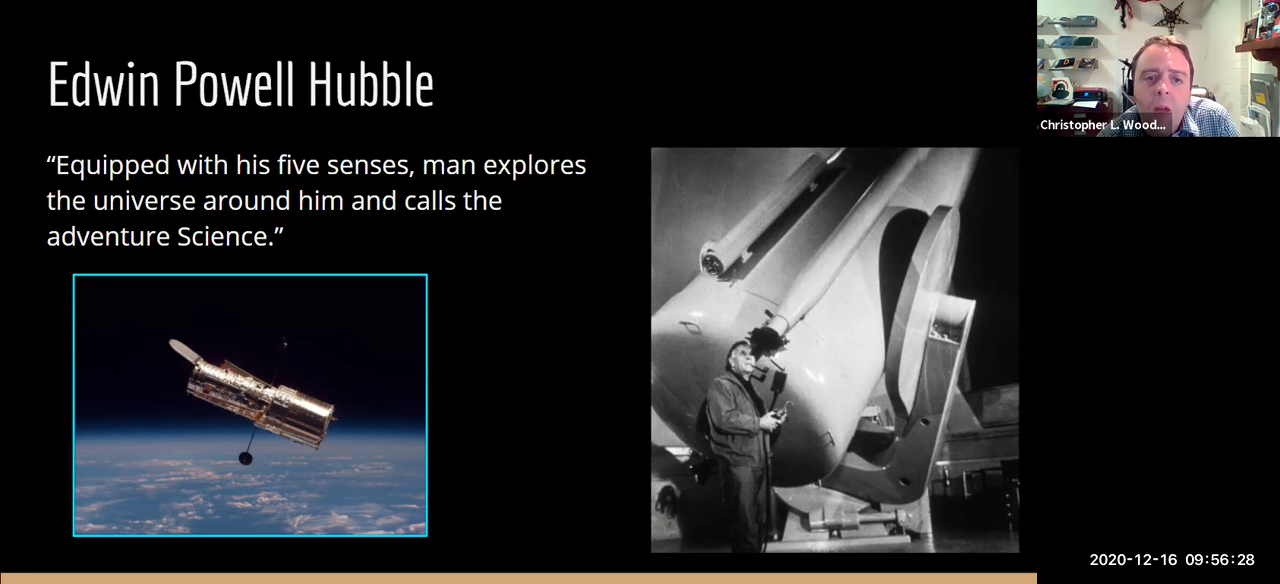 Edwin Powell Hubble
“Equipped with his five senses, man explores
the universe around him and calls the
adventure Science.”
Christopher L. Wood...
2020-12-16 09:56:28